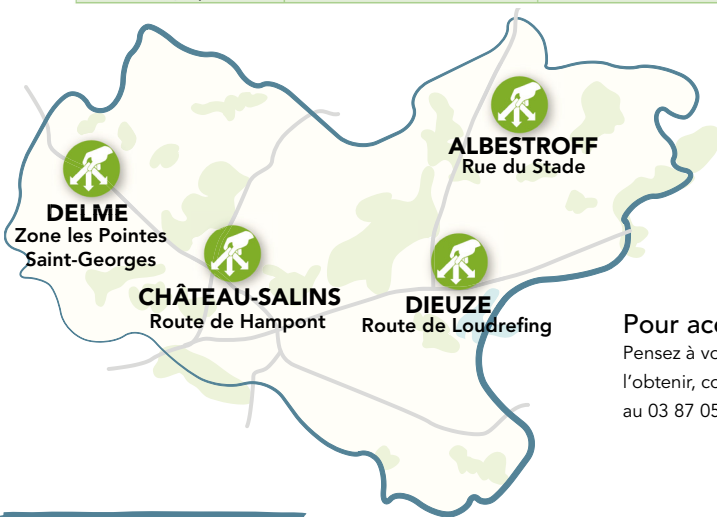 ALBESTROFF
Rue du Stade
DELME
Zone les Pointes
Saint-Georges
CHÂTEAU-SALINS
Route de Hampont
DIEUZE
Route de Loudrefing
Pour acc
Pensez à vo
l'obtenir, co
au 03 87 05